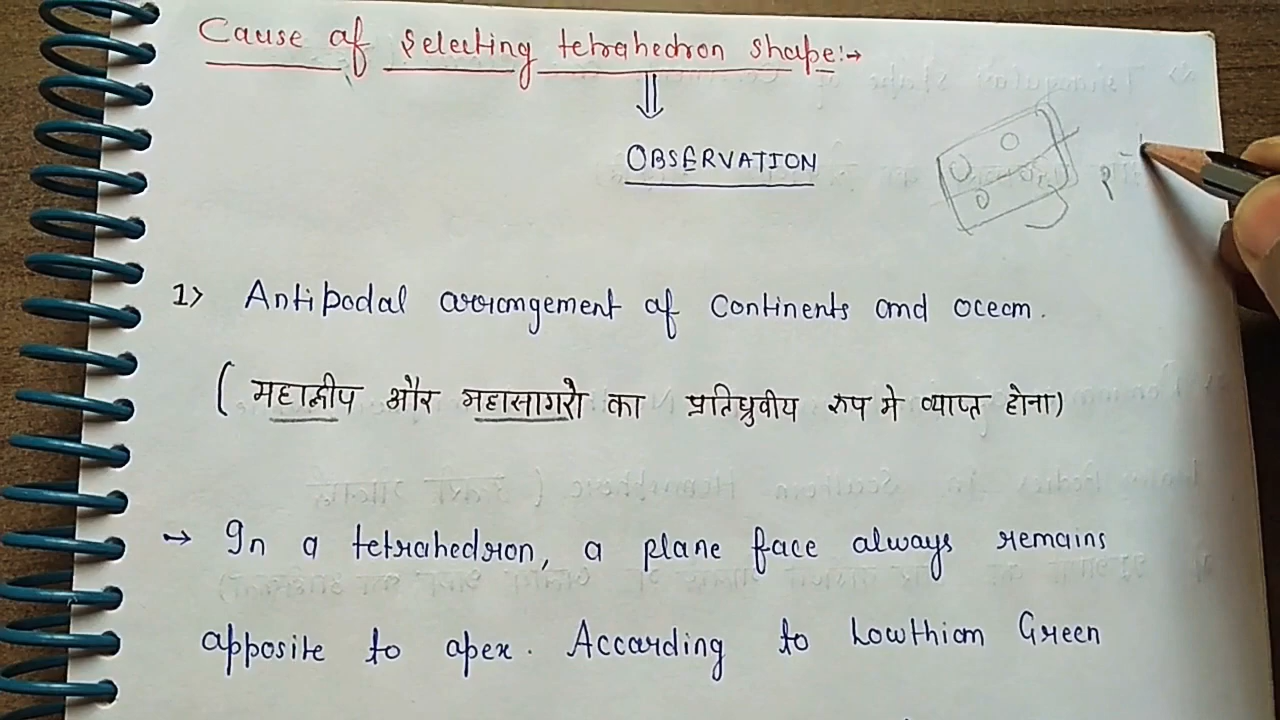 Cause of selecting tetrahedron shape:→
OBSERVATION
1> Antipodal arrangement of Continents and ocean.
( महाद्वीप और महासागरो का प्रतिध्रुवीय रुप मे व्याप्त होना)
→ In a tetrahedron, a plane face always remains
opposite to apex. According to Lowthian Green